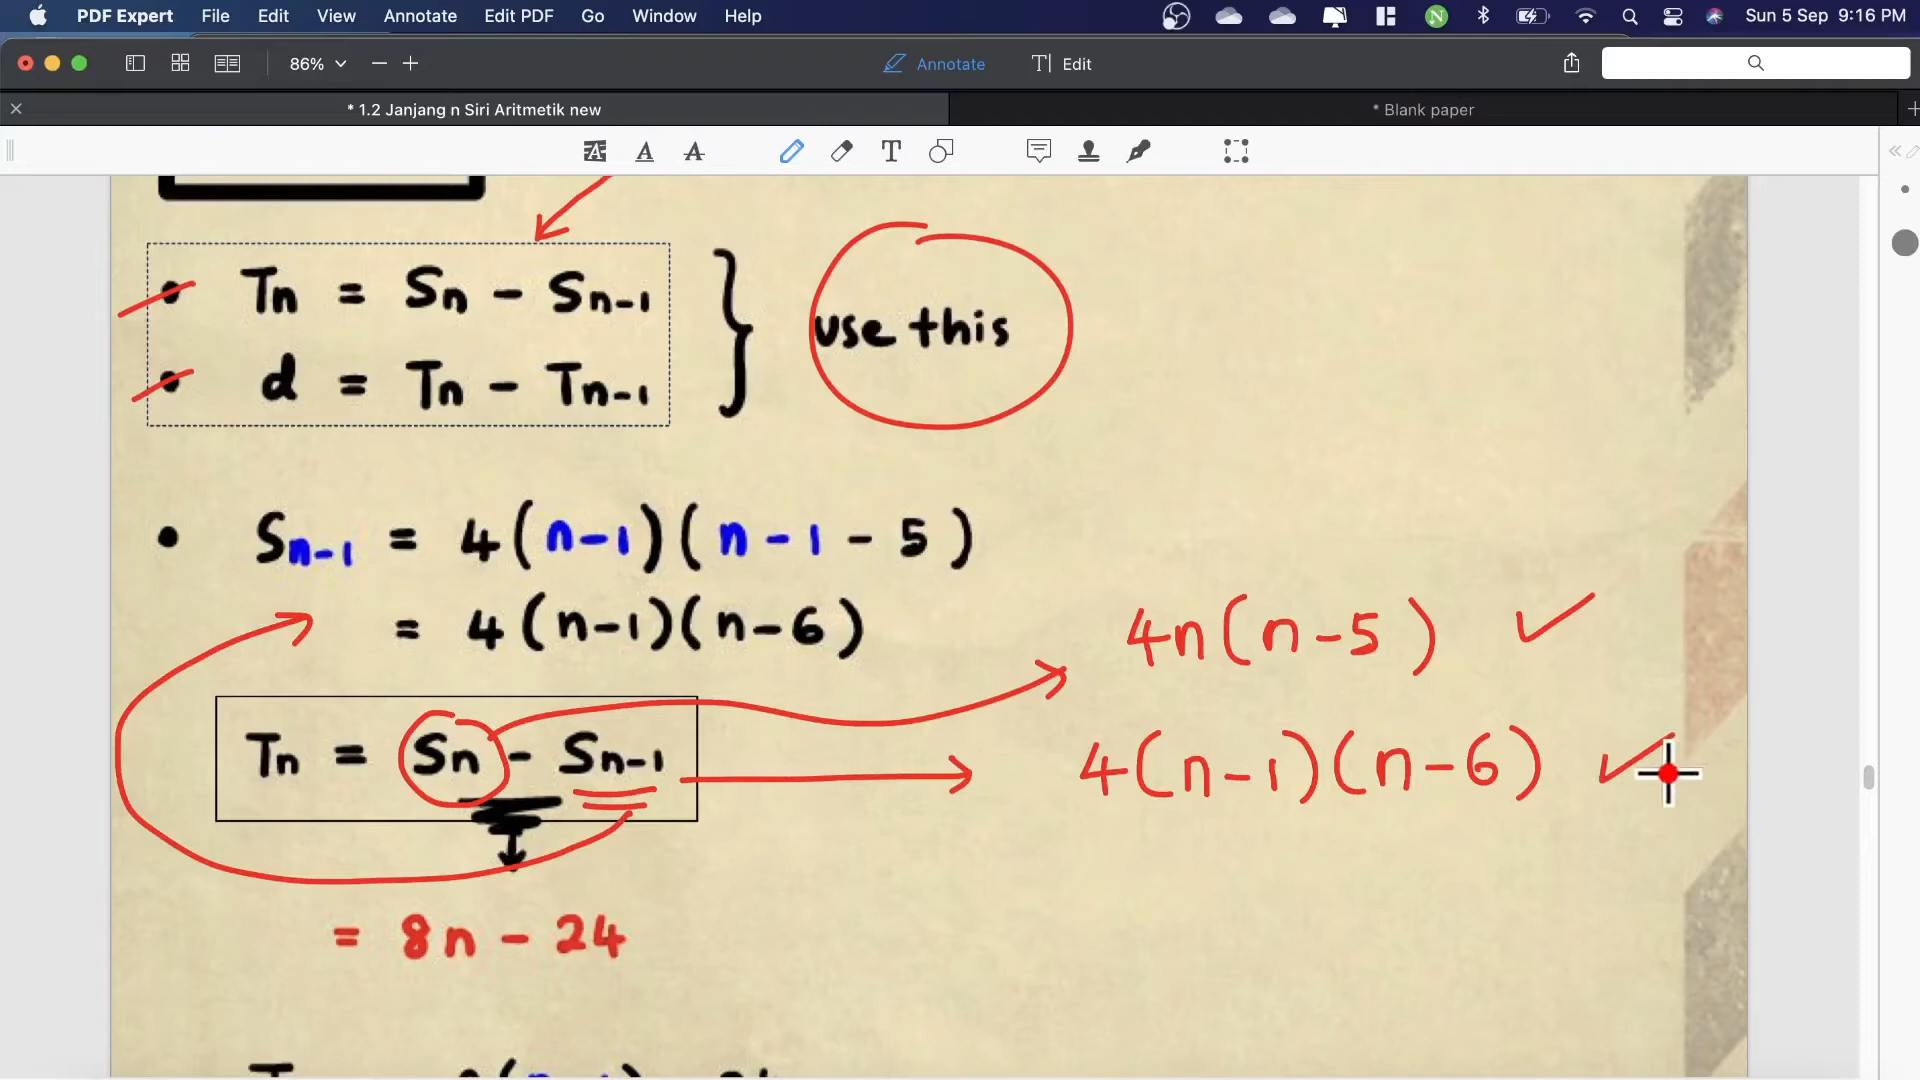 PDF Expert File Edit View Annotate Edit PDF Go Window Help Sun 5 Sep 9:16 PM
86% Annotate T Edit
* 1.2 Janjang n Siri Aritmetik new * Blank paper
A A A T
• Tn = Sn - Sn-1
• d = Tn - Tn-1
use this
• Sn-1 = 4(n-1)(n-1-5)
= 4(n-1)(n-6)
4n(n-5)
Tn = Sn - Sn-1
4(n-1)(n-6)
= 8n - 24